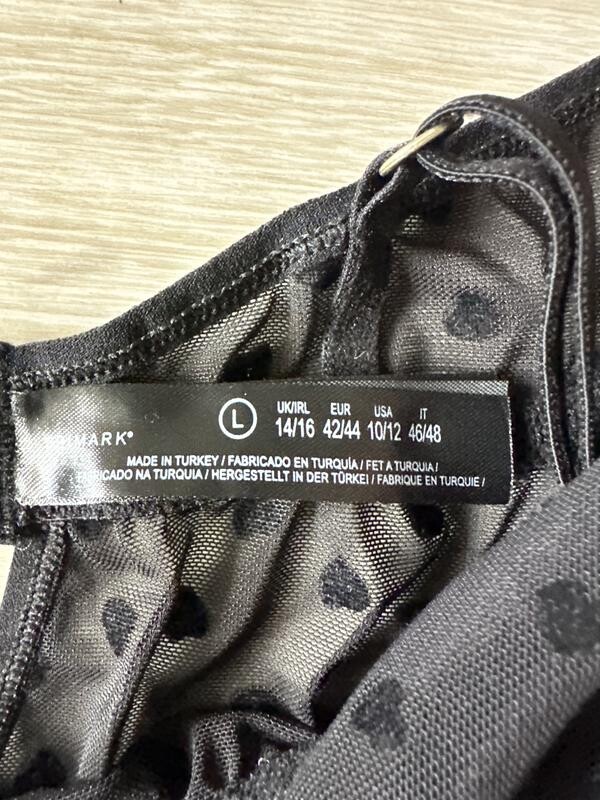 L
UK/IRL EUR USA IT
14/16 42/44 10/12 46/48
MADE IN TURKEY / FABRICADO EN TURQUÍA / FET A TURQUIA /
NA TURQUIA / HERGESTELLT IN DER TÜRKEI / FABRIQUE EN TURQUIE /